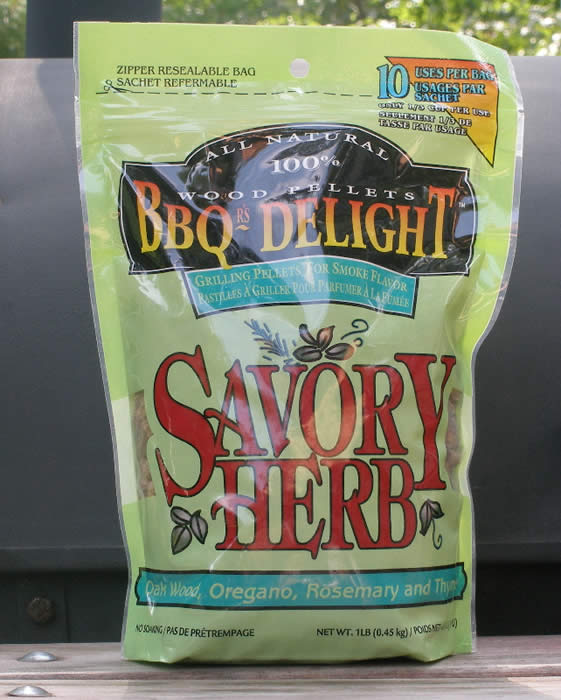 ZIPPER RESEALABLE BAG
SACHET REFERMABLE
10 USES PER BAG
USAGES PAR
SACHET
ONLY 1/3 CUP PER USE
SEULEMENT 1/3 DE
TASSE PAR USAGE
ALL NATURAL
100%
WOOD PELLETS
BBQRS DELIGHT™
GRILLING PELLETS FOR SMOKE FLAVOR
PASTILLES À GRILLER POUR PARFUMER À LA FUMÉE
SAVORY
HERB
Oak Wood, Oregano, Rosemary and Thyme
NO SOAKING / PAS DE PRÉTREMPAGE
NET WT. 1LB (0.45 kg) / POIDS NET